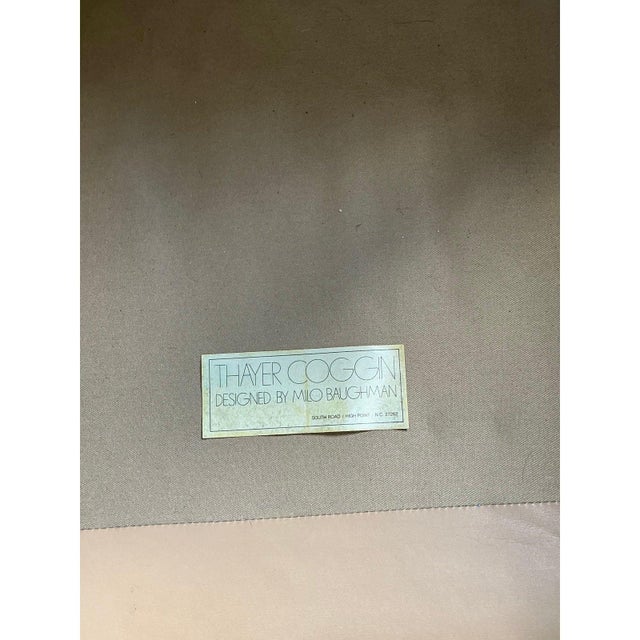 THAYER COGGIN
DESIGNED BY MILO BAUGHMAN
SOUTH ROAD / HIGH POINT / N.C. 27262